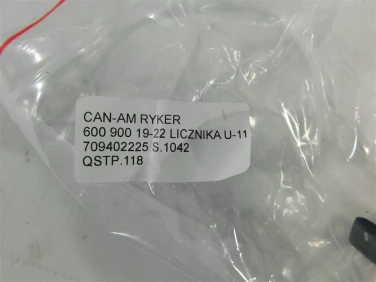 CAN-AM RYKER
600 900 19-22 LICZNIKA U-11
709402225 S.1042
QSTP.118